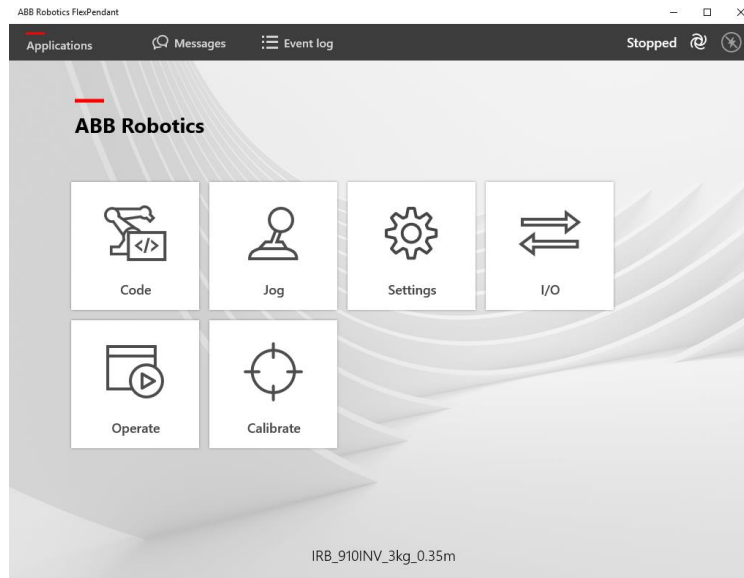 ABB Robotics FlexPendant
Applications Messages Event log Stopped
ABB Robotics
</>
Code Jog Settings I/O
Operate Calibrate
IRB_910INV_3kg_0.35m